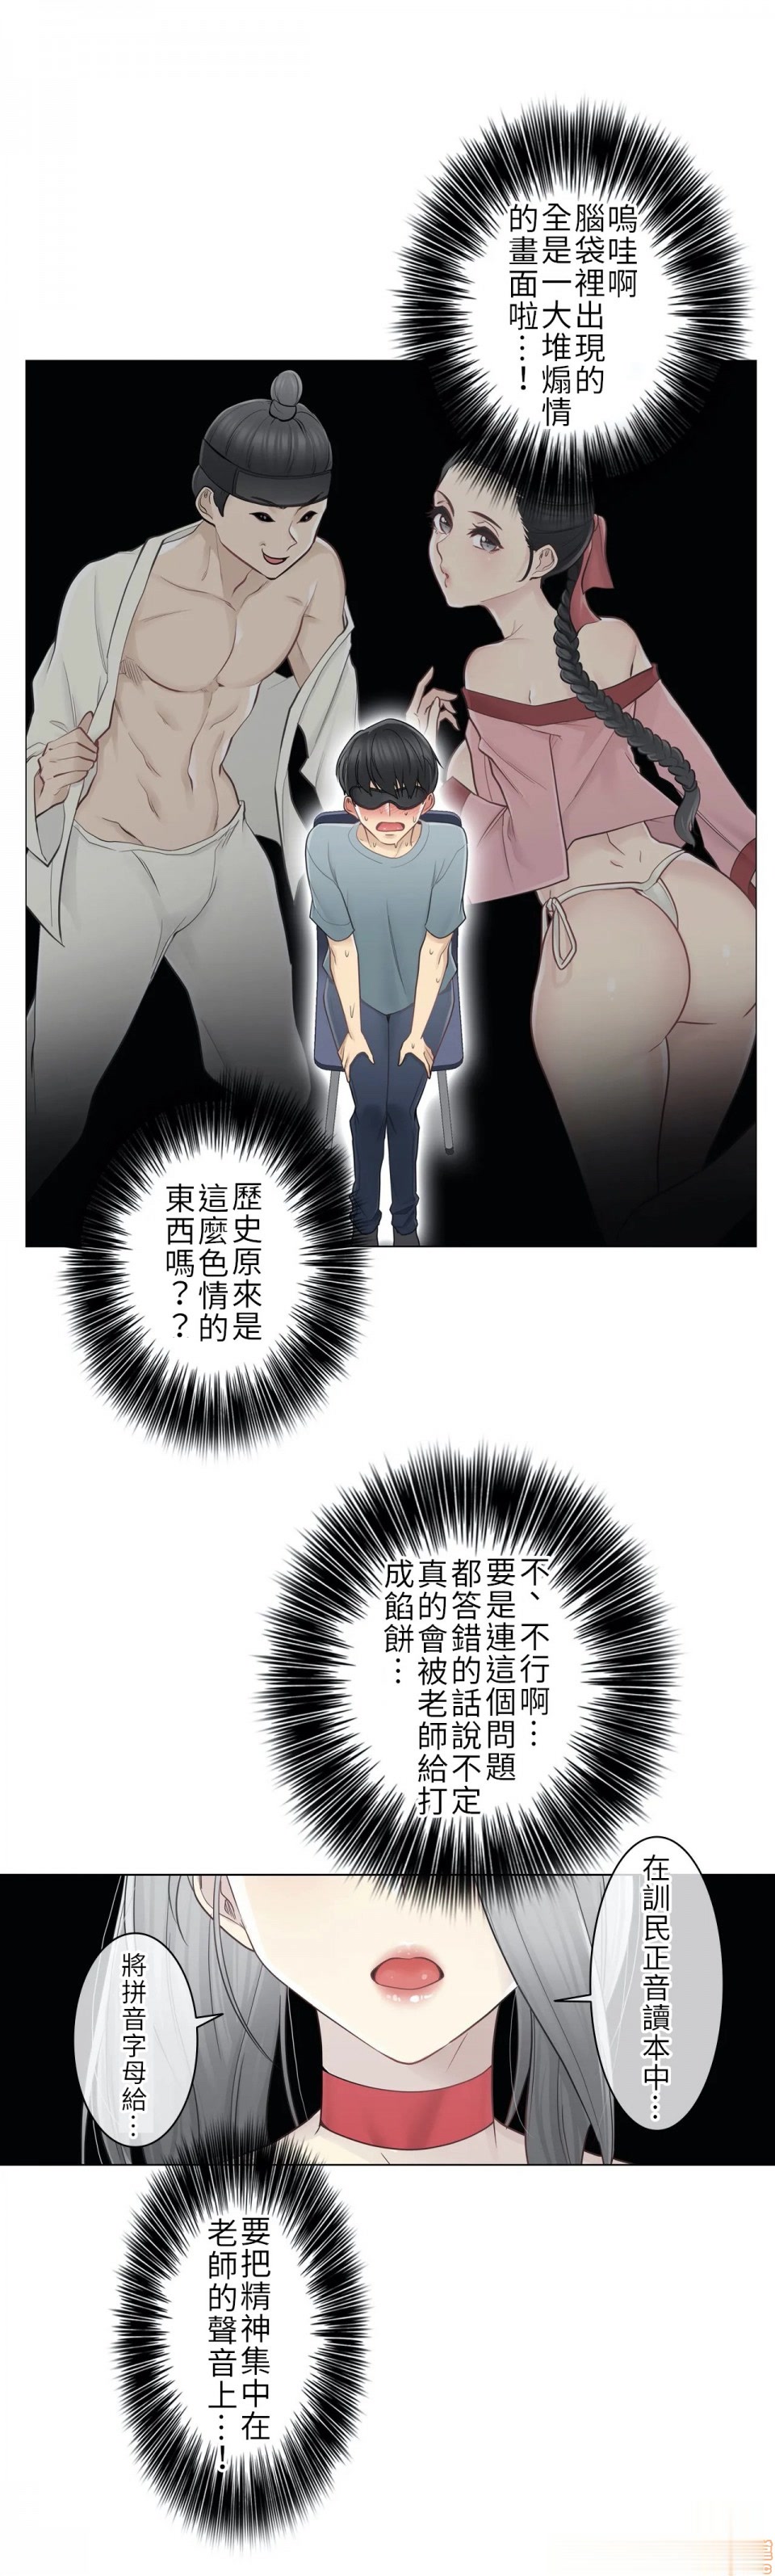 嗚哇啊
腦袋裡出現的
全是一大堆煽情
的畫面啦…！
歷史原來是
這麼色情的
東西嗎？？
不、不行啊…
要是連這個問題
都答錯的話說不定
真的會被老師給打
成餡餅…
在訓民正音讀本中…
將拼音字母給…
要把精神集中在
老師的聲音上…！